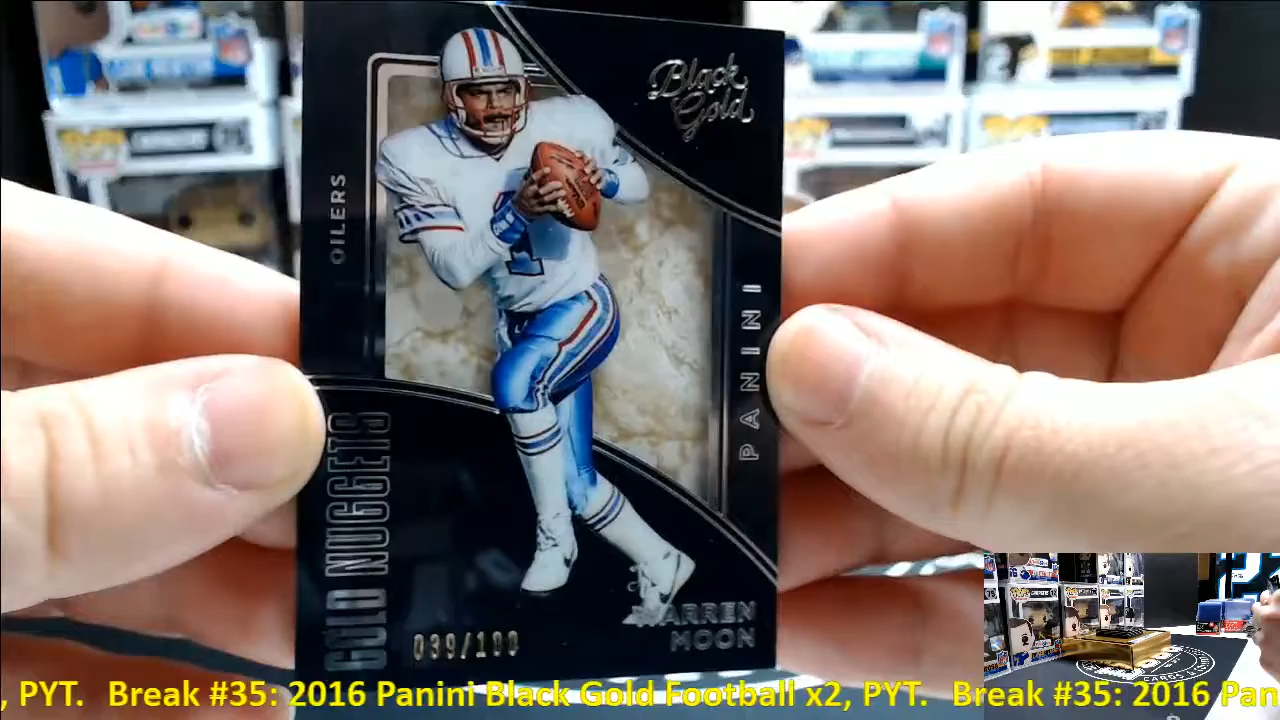 Black
Gold
OILERS
1
PANINI
GOLD NUGGETS
039/100
WARREN
MOON
, PYT. Break #35: 2016 Panini Black Gold Football x2, PYT. Break #35: 2016 Pan